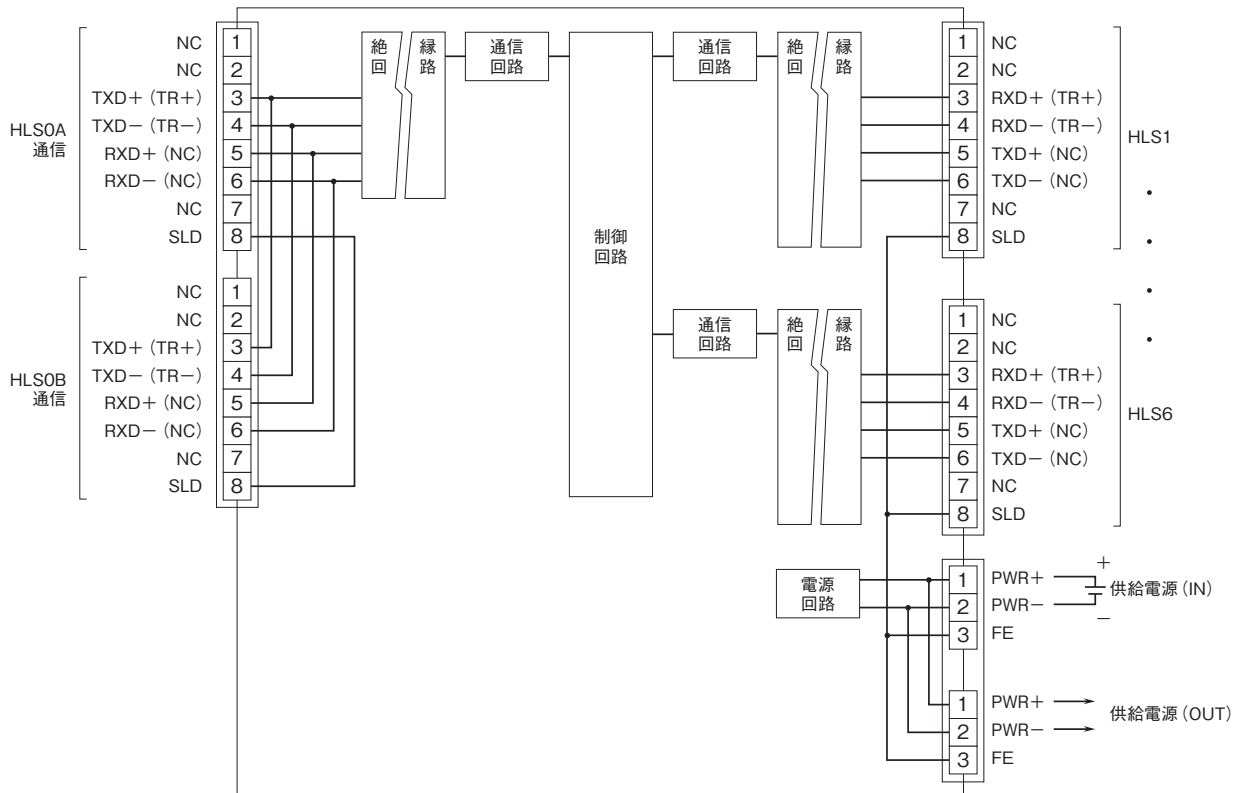 HLS0A
通信
NC 1
NC 2
TXD+(TR+) 3
TXD−(TR−) 4
RXD+(NC) 5
RXD−(NC) 6
NC 7
SLD 8
HLS0B
通信
NC 1
NC 2
TXD+(TR+) 3
TXD−(TR−) 4
RXD+(NC) 5
RXD−(NC) 6
NC 7
SLD 8
絶縁
回路
通信
回路
制御
回路
通信
回路
絶縁
回路
1 NC
2 NC
3 RXD+(TR+)
4 RXD−(TR−)
5 TXD+(NC)
6 TXD−(NC)
7 NC
8 SLD
HLS1
・
・
・
・
通信
回路
絶縁
回路
1 NC
2 NC
3 RXD+(TR+)
4 RXD−(TR−)
5 TXD+(NC)
6 TXD−(NC)
7 NC
8 SLD
HLS6
電源
回路
1 PWR+
2 PWR−
3 FE
+
供給電源(IN)
−
1 PWR+
2 PWR−
3 FE
供給電源(OUT)